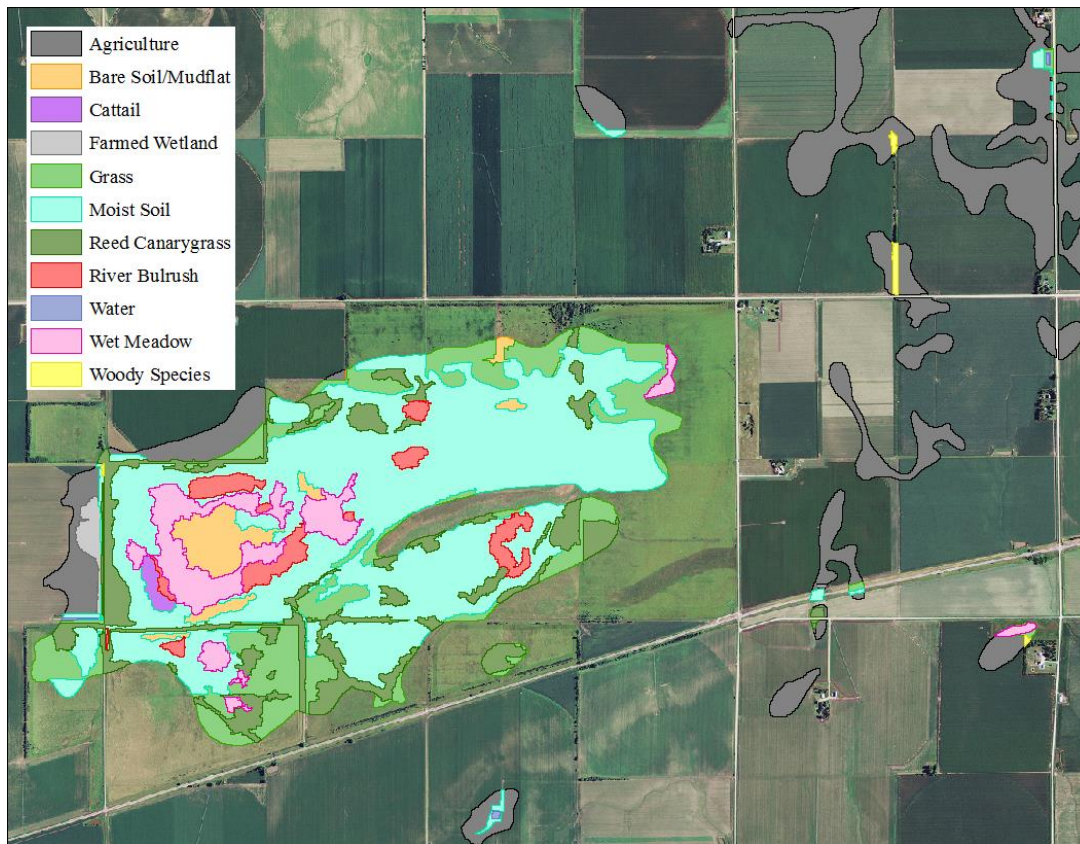 Agriculture
Bare Soil/Mudflat
Cattail
Farmed Wetland
Grass
Moist Soil
Reed Canarygrass
River Bulrush
Water
Wet Meadow
Woody Species